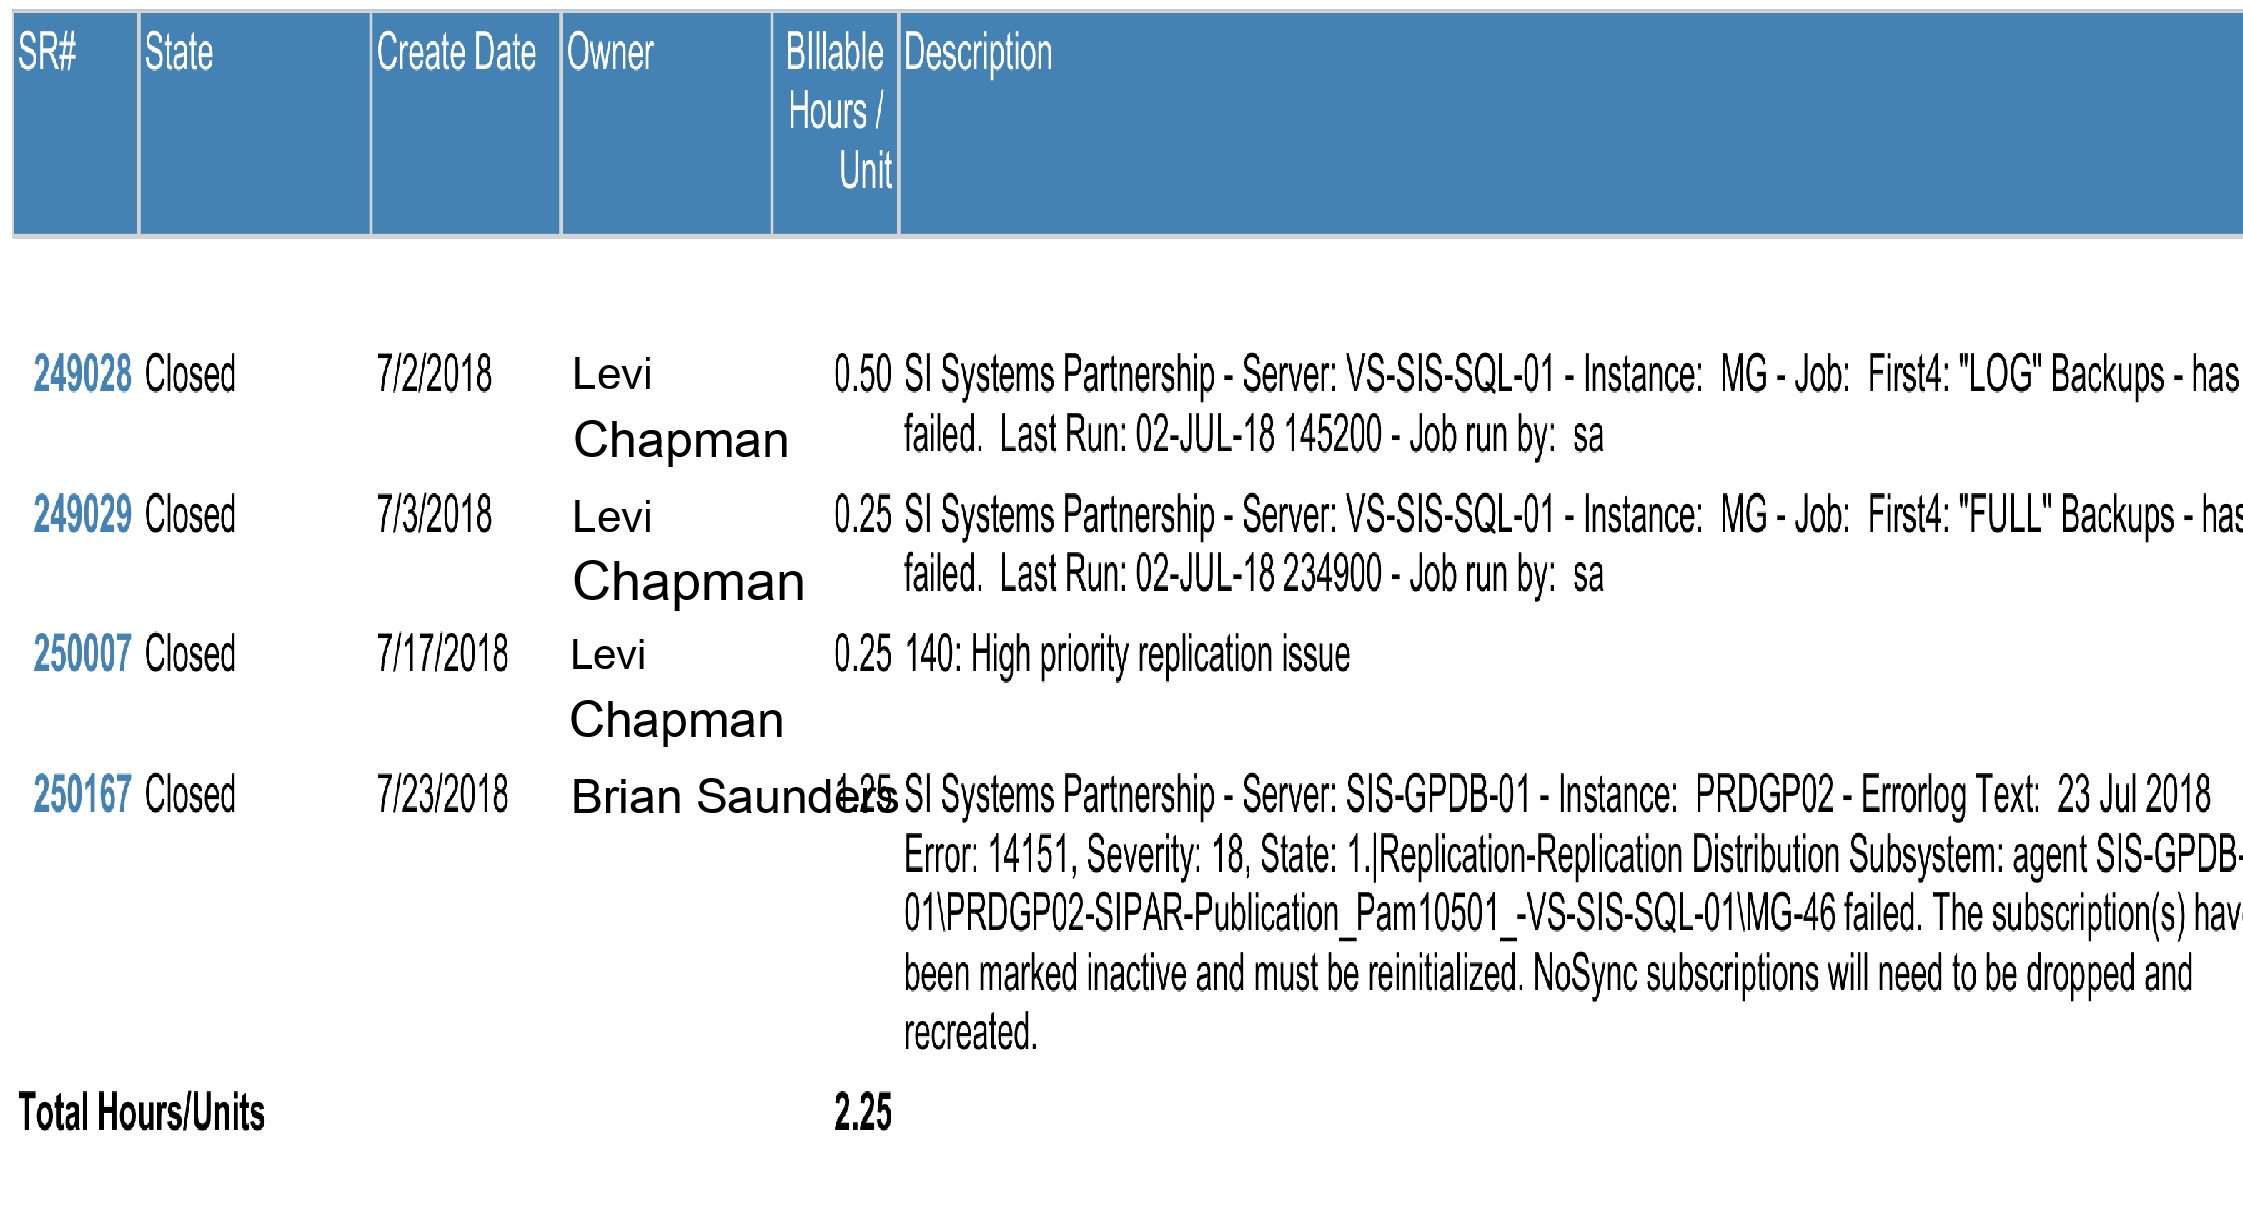 SR# State Create Date Owner BIllable Description
Hours /
Unit
249028 Closed 7/2/2018 Levi 0.50 SI Systems Partnership - Server: VS-SIS-SQL-01 - Instance:  MG - Job:  First4: "LOG" Backups - has
Chapman failed.  Last Run: 02-JUL-18 145200 - Job run by:  sa
249029 Closed 7/3/2018 Levi 0.25 SI Systems Partnership - Server: VS-SIS-SQL-01 - Instance:  MG - Job:  First4: "FULL" Backups - has
Chapman failed.  Last Run: 02-JUL-18 234900 - Job run by:  sa
250007 Closed 7/17/2018 Levi 0.25 140: High priority replication issue
Chapman
250167 Closed 7/23/2018 Brian Saunders 1.25 SI Systems Partnership - Server: SIS-GPDB-01 - Instance:  PRDGP02 - Errorlog Text:  23 Jul 2018
Error: 14151, Severity: 18, State: 1.|Replication-Replication Distribution Subsystem: agent SIS-GPDB-
01\PRDGP02-SIPAR-Publication_Pam10501_-VS-SIS-SQL-01\MG-46 failed. The subscription(s) have
been marked inactive and must be reinitialized. NoSync subscriptions will need to be dropped and
recreated.
Total Hours/Units 2.25